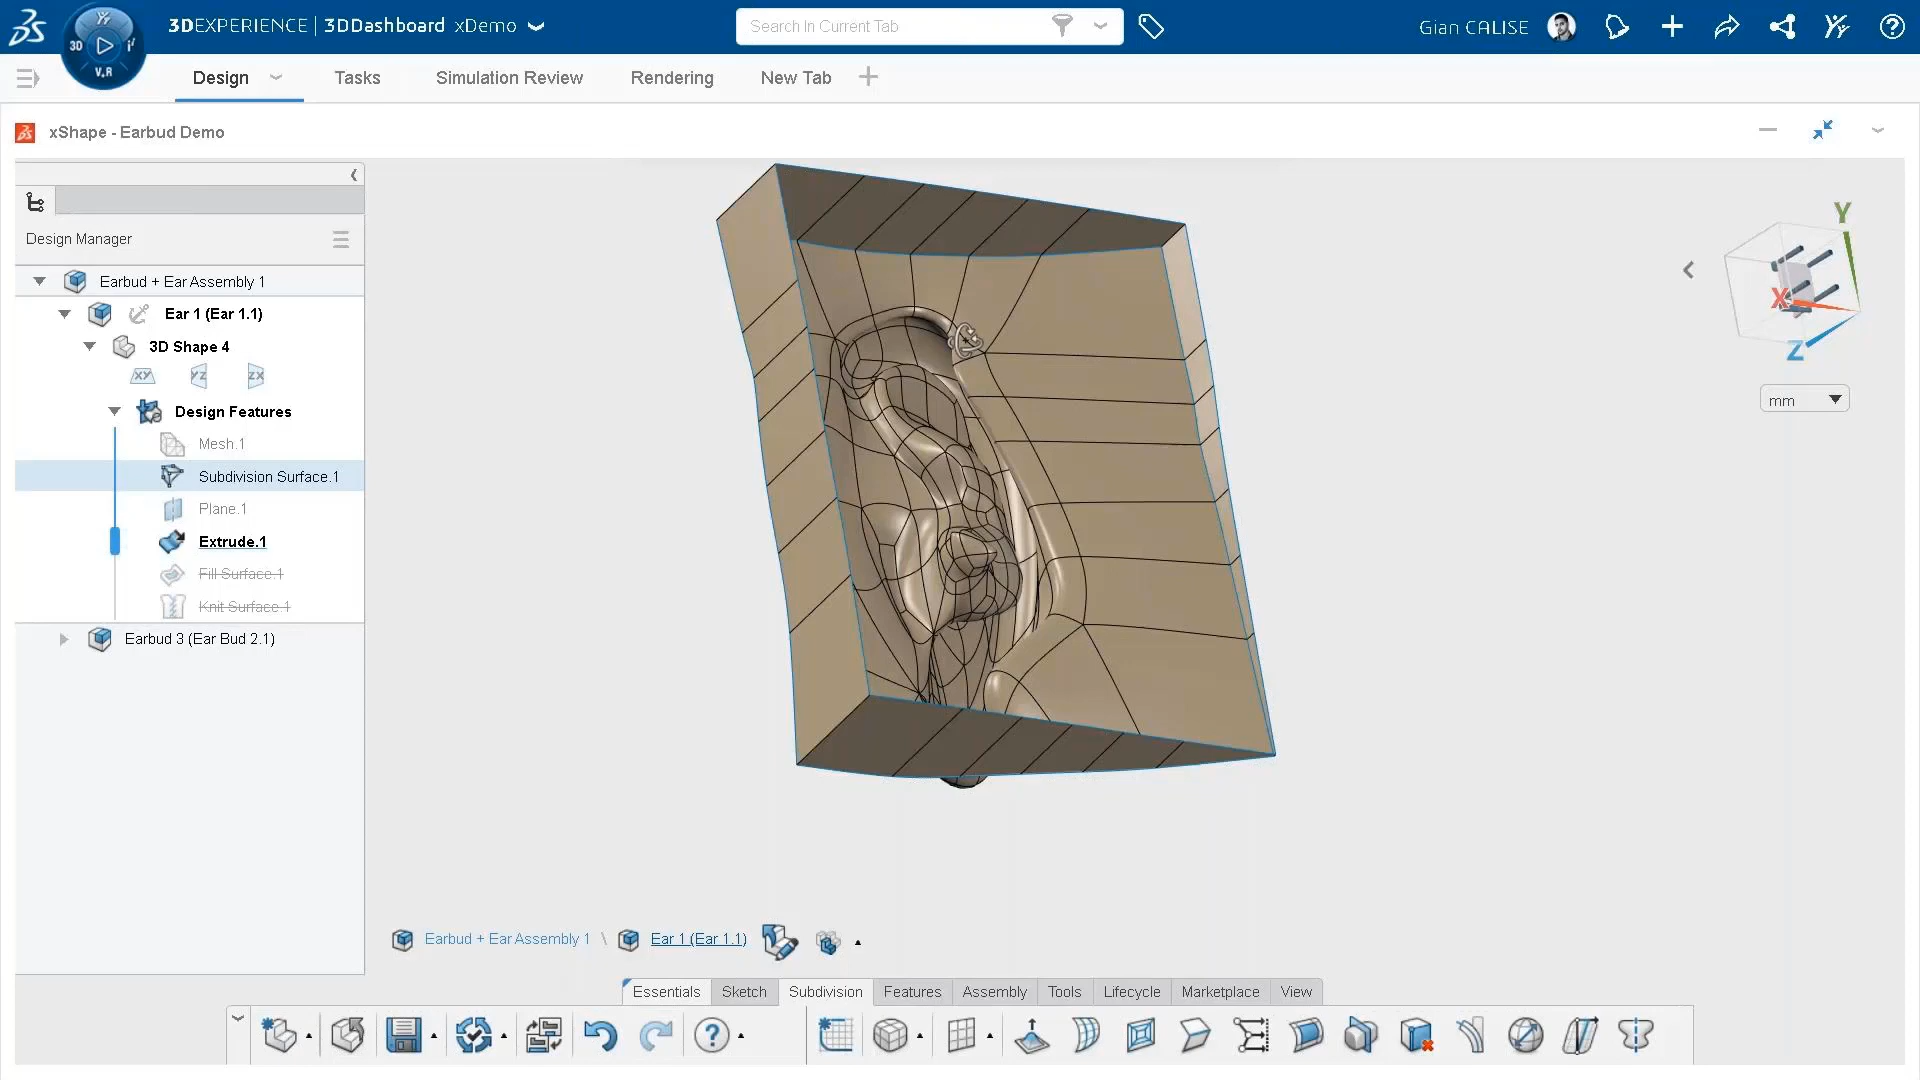 3DEXPERIENCE | 3DDashboard xDemo
Search In Current Tab
Gian CALISE
3D
V.R
Design
Tasks
Simulation Review
Rendering
New Tab
xShape - Earbud Demo
Design Manager
Earbud + Ear Assembly 1
Ear 1 (Ear 1.1)
3D Shape 4
XY
YZ
ZX
Design Features
Mesh.1
Subdivision Surface.1
Plane.1
Extrude.1
Fill Surface.1
Knit Surface.1
Earbud 3 (Ear Bud 2.1)
Y
X
Z
mm
Earbud + Ear Assembly 1 \ Ear 1 (Ear 1.1)
Essentials
Sketch
Subdivision
Features
Assembly
Tools
Lifecycle
Marketplace
View